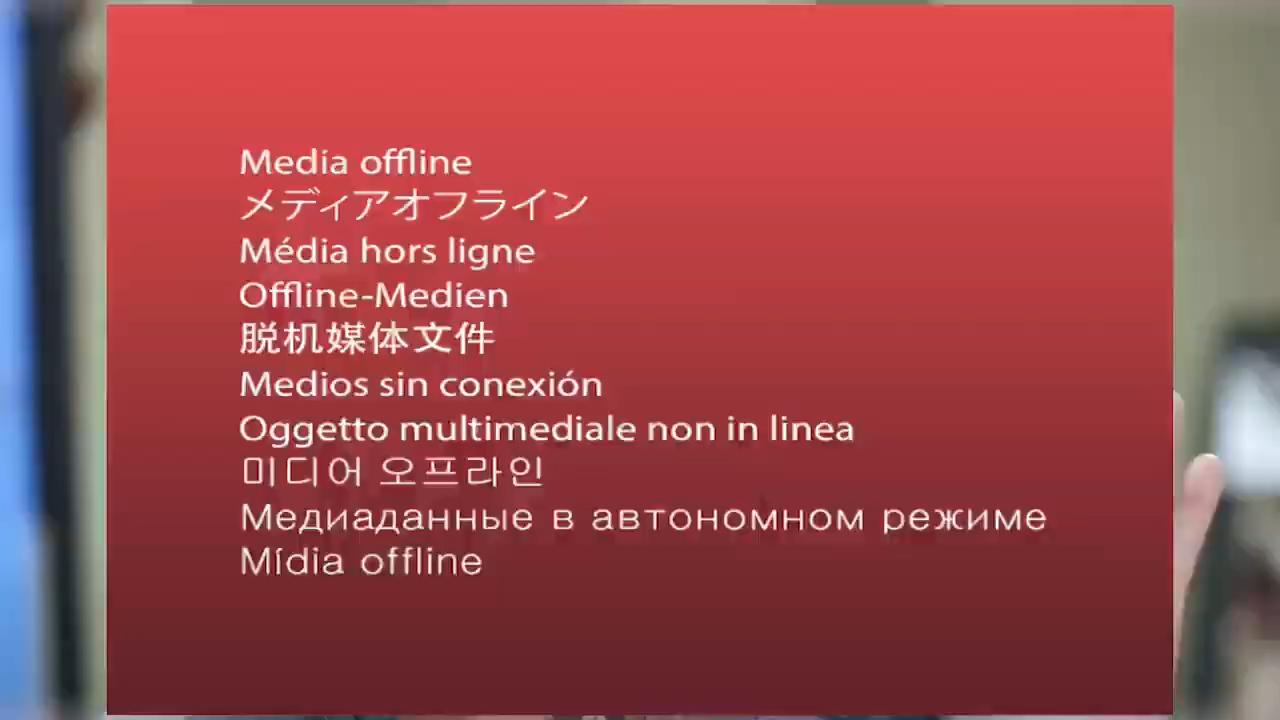 Media offline
メディアオフライン
Média hors ligne
Offline-Medien
脱机媒体文件
Medios sin conexión
Oggetto multimediale non in linea
미디어 오프라인
Медиаданные в автономном режиме
Mídia offline